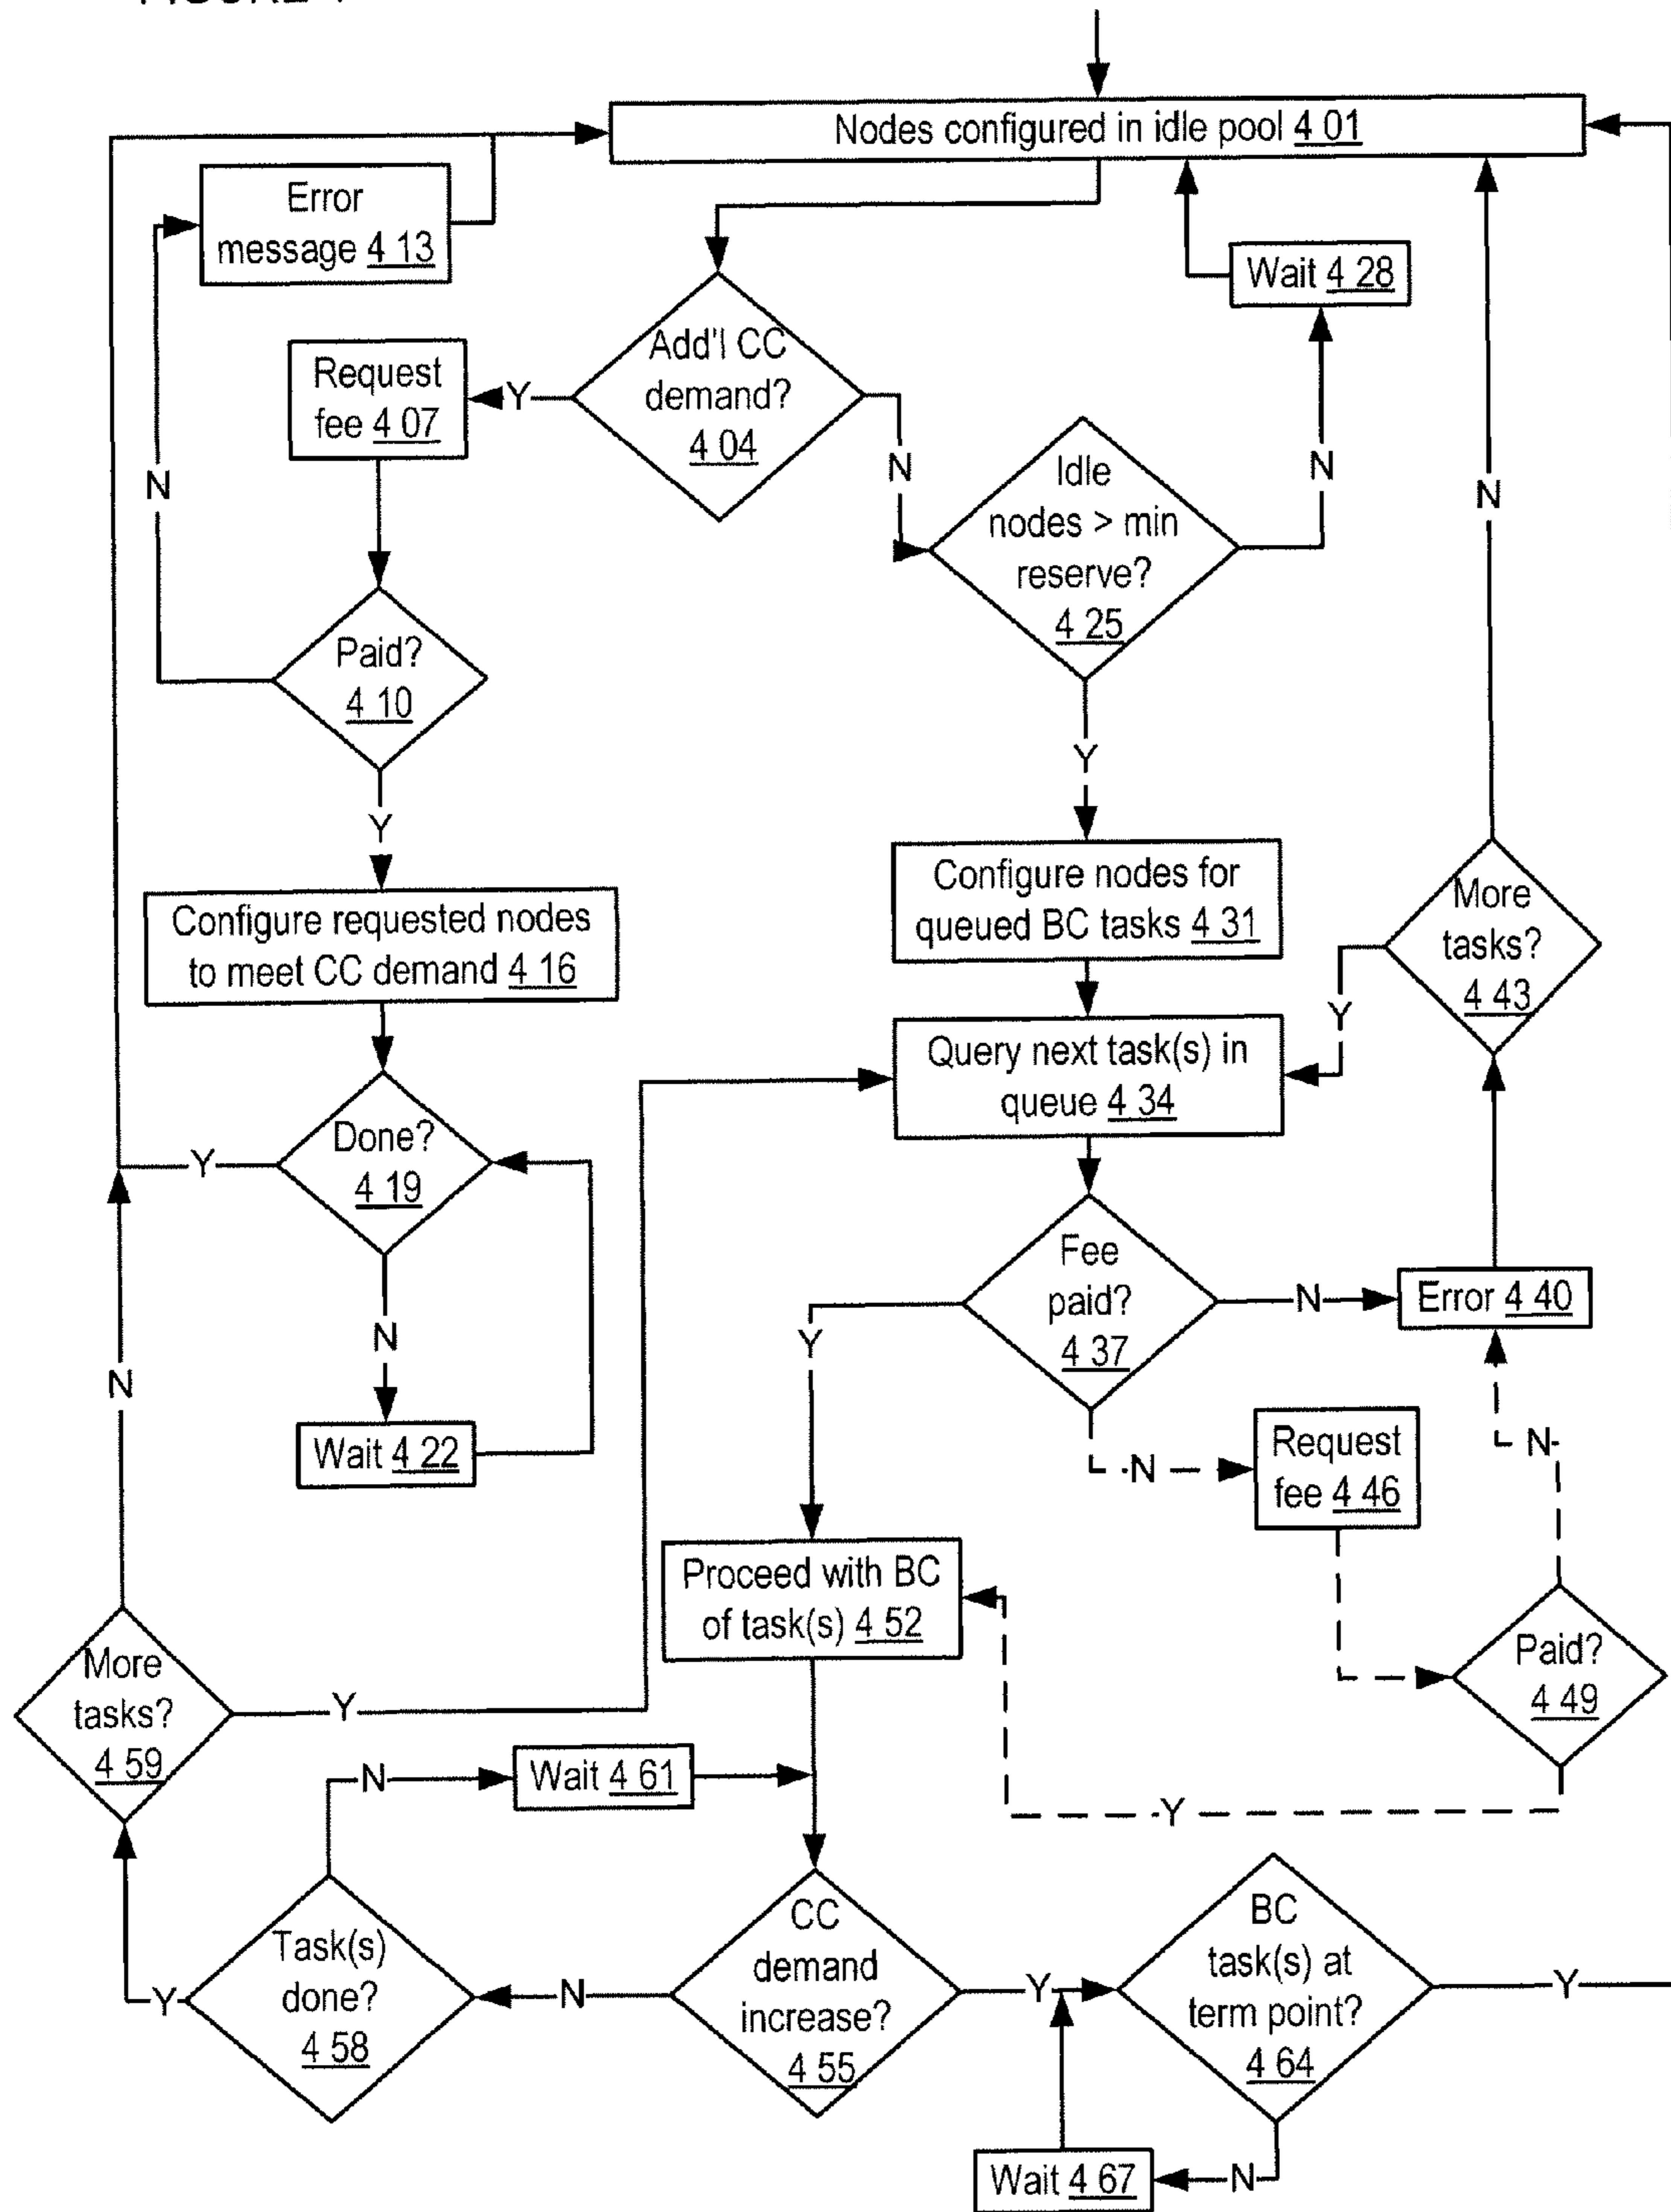 Nodes configured in idle pool 4 01
Error
message 4 13
Wait 4 28
Add'l CC
demand?
4 04
Request
fee 4 07
Y
N
N
Idle
nodes > min
reserve?
4 25
N
N
Paid?
4 10
Y
Y
Configure nodes for
queued BC tasks 4 31
More
tasks?
4 43
Configure requested nodes
to meet CC demand 4 16
Y
Query next task(s) in
queue 4 34
Done?
4 19
Y
Fee
paid?
4 37
N
Error 4 40
N
Y
N
Wait 4 22
N
Request
fee 4 46
N
Proceed with BC
of task(s) 4 52
Paid?
4 49
More
tasks?
4 59
Y
N
Wait 4 61
Y
Task(s)
done?
4 58
Y
N
CC
demand
increase?
4 55
Y
BC
task(s) at
term point?
4 64
Y
Wait 4 67
N